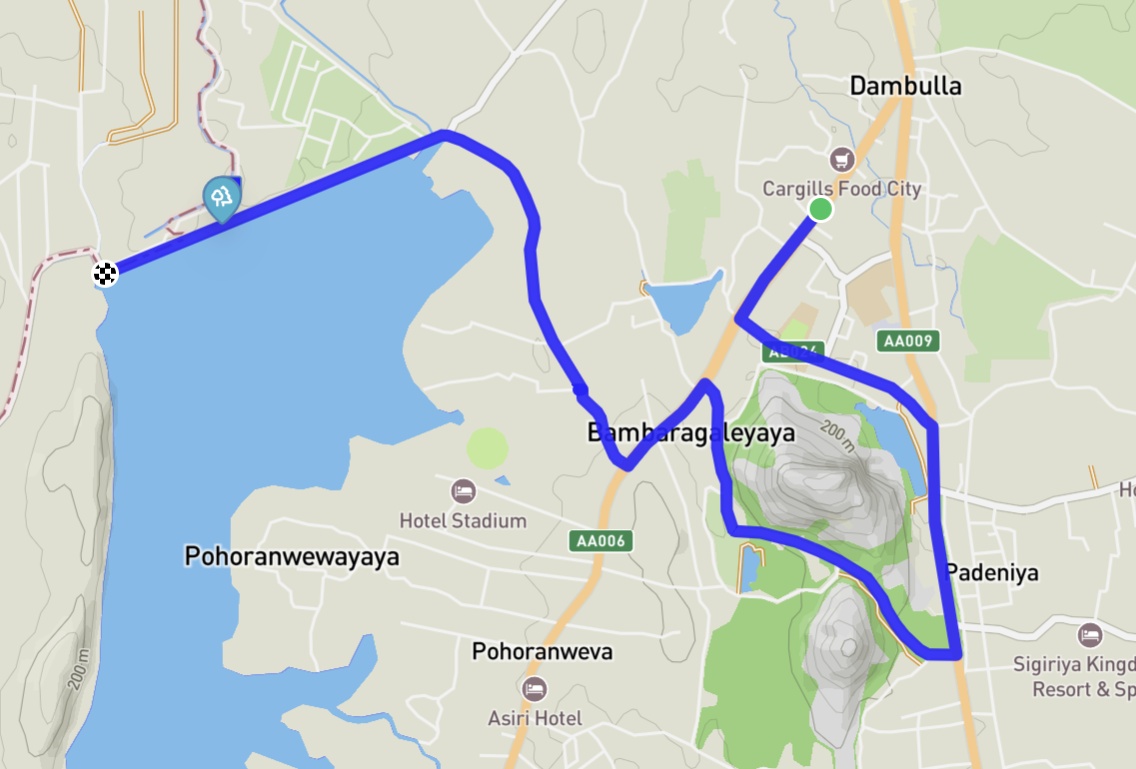 Dambulla
Cargills Food City
AA009
Bambaragaleyaya
200 m
Hotel Stadium
AA006
Pohoranwewayaya
Padeniya
Pohoranweva
Sigiriya Kingd
Resort & Sp
200 m
Asiri Hotel